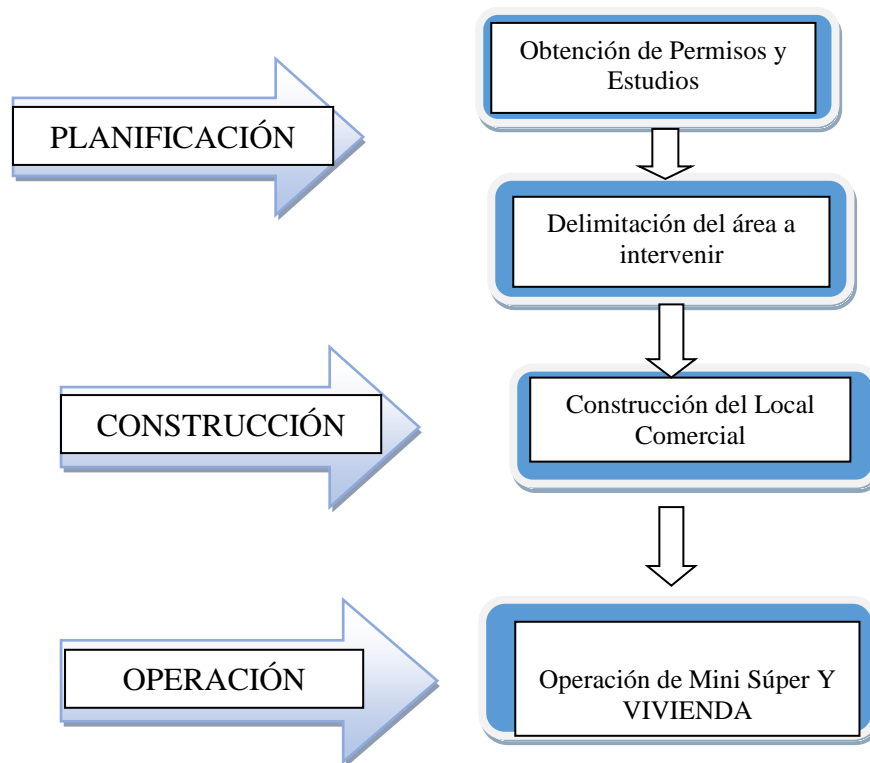 PLANIFICACIÓN
Obtención de Permisos y
Estudios
Delimitación del área a
intervenir
CONSTRUCCIÓN
Construcción del Local
Comercial
OPERACIÓN
Operación de Mini Súper Y
VIVIENDA